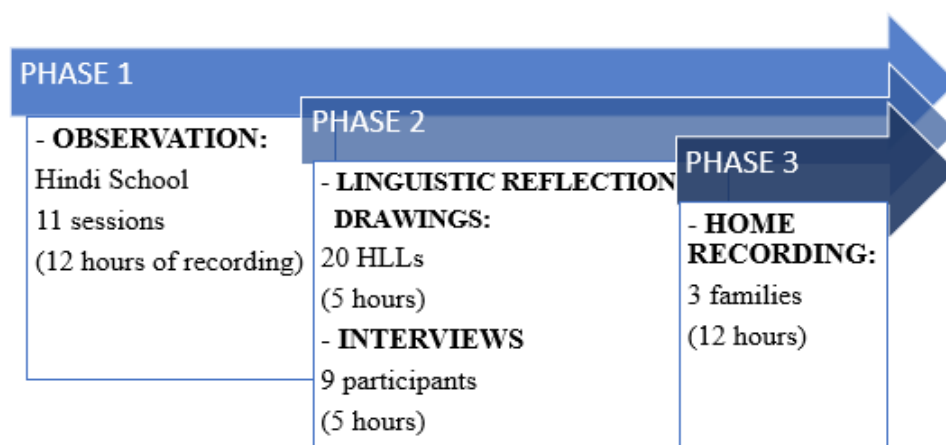 PHASE 1
- OBSERVATION:
Hindi School
11 sessions
(12 hours of recording)
PHASE 2
- LINGUISTIC REFLECTION
DRAWINGS:
20 HLLs
(5 hours)
- INTERVIEWS
9 participants
(5 hours)
PHASE 3
- HOME
RECORDING:
3 families
(12 hours)